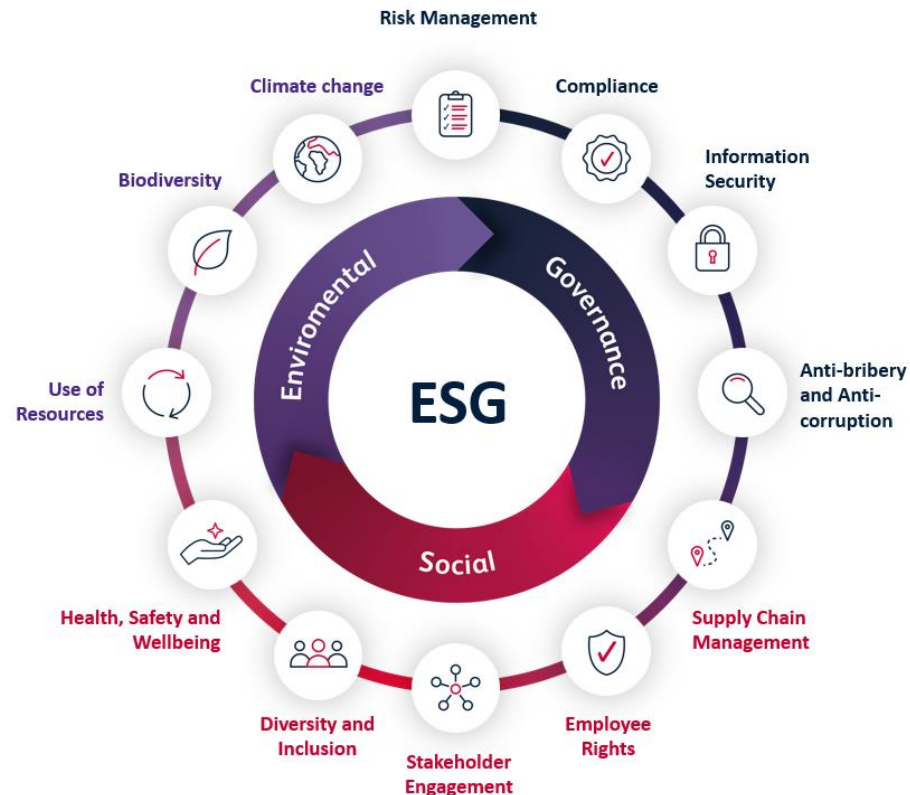 Risk Management
Climate change
Compliance
Biodiversity
Information
Security
Enviromental
Governance
Use of
Resources
ESG
Anti-bribery
and Anti-
corruption
Social
Health, Safety and
Wellbeing
Supply Chain
Management
Diversity and
Inclusion
Employee
Rights
Stakeholder
Engagement